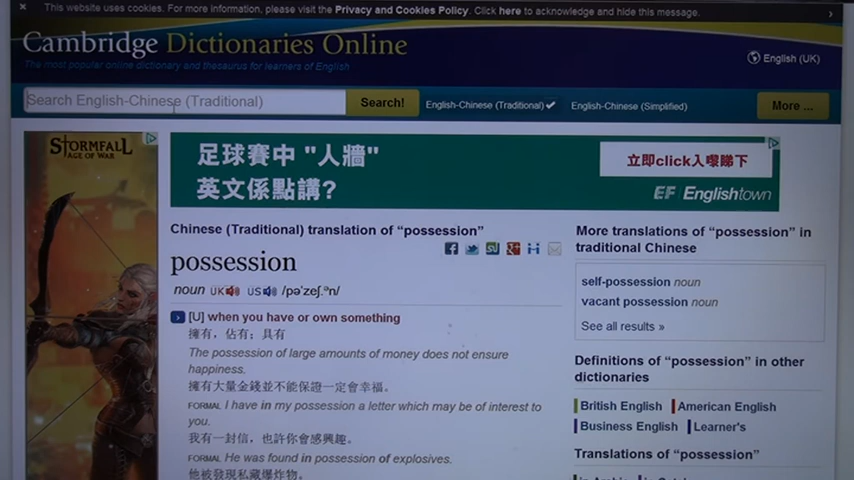 This website uses cookies. For more information, please visit the Privacy and Cookies Policy. Click here to acknowledge and hide this message.
Cambridge Dictionaries Online
The most popular online dictionary and thesaurus for learners of English
English (UK)
Search English-Chinese (Traditional)
Search!
English-Chinese (Traditional)
English-Chinese (Simplified)
More ...
STORMFALL
AGE OF WAR
足球賽中 "人牆"
英文係點講?
立即click入嚟睇下
EF Englishtown
Chinese (Traditional) translation of “possession”
possession
noun UK US /pəˈzeʃ.ᵊn/
[U] when you have or own something
擁有，佔有；具有
The possession of large amounts of money does not ensure
happiness.
擁有大量金錢並不能保證一定會幸福。
FORMAL I have in my possession a letter which may be of interest to
you.
我有一封信，也許你會感興趣。
FORMAL He was found in possession of explosives.
他被發現私藏爆炸物。
More translations of “possession” in
traditional Chinese
self-possession noun
vacant possession noun
See all results »
Definitions of “possession” in other
dictionaries
British English
American English
Business English
Learner's
Translations of “possession”